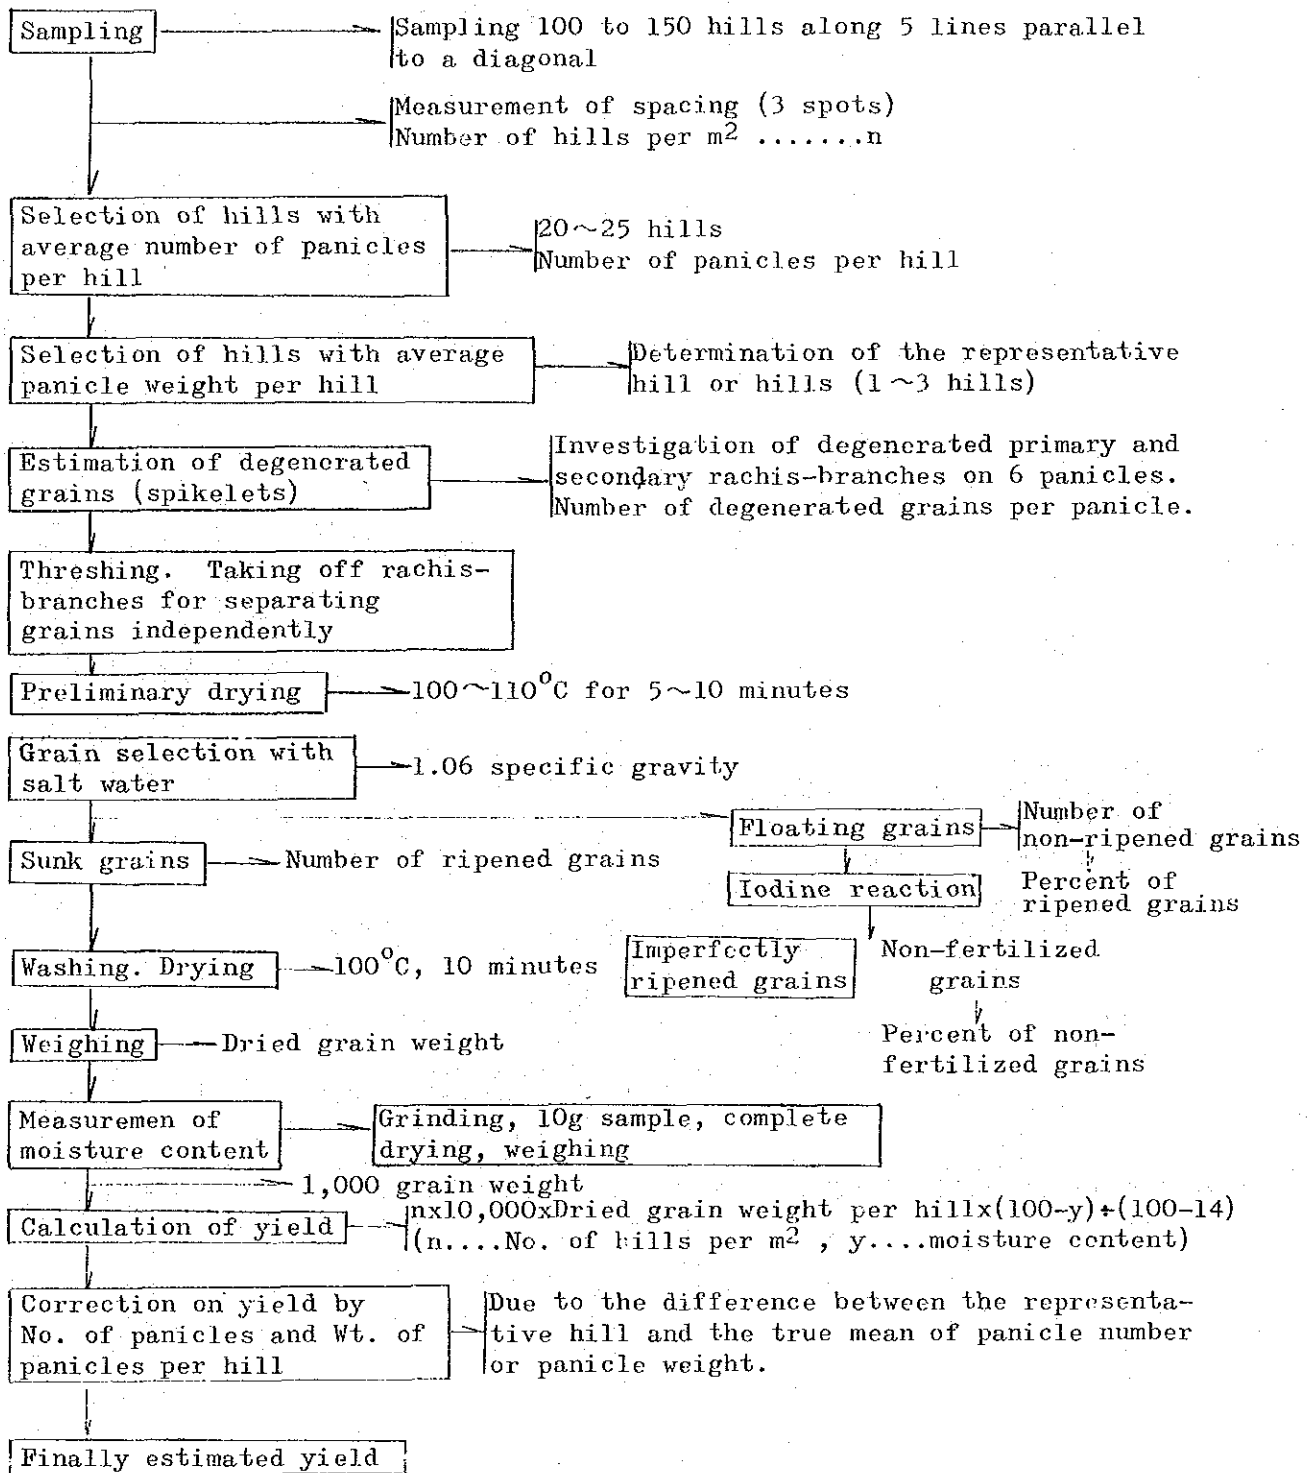 Sampling
Sampling 100 to 150 hills along 5 lines parallel
to a diagonal
Measurement of spacing (3 spots)
Number of hills per m2 .......n
Selection of hills with
average number of panicles
per hill
20~25 hills
Number of panicles per hill
Selection of hills with average
panicle weight per hill
Determination of the representative
hill or hills (1~3 hills)
Estimation of degenerated
grains (spikelets)
Investigation of degenerated primary and
secondary rachis-branches on 6 panicles.
Number of degenerated grains per panicle.
Threshing. Taking off rachis-
branches for separating
grains independently
Preliminary drying
100~110°C for 5~10 minutes
Grain selection with
salt water
1.06 specific gravity
Floating grains
Number of
non-ripened grains
Sunk grains
Number of ripened grains
Iodine reaction
Percent of
ripened grains
Washing. Drying
100°C, 10 minutes
Imperfectly
ripened grains
Non-fertilized
grains
Weighing
Dried grain weight
Percent of non-
fertilized grains
Measuremen of
moisture content
Grinding, 10g sample, complete
drying, weighing
1,000 grain weight
Calculation of yield
nx10,000xDried grain weight per hillx(100-y)÷(100-14)
(n....No. of hills per m2 , y....moisture content)
Correction on yield by
No. of panicles and Wt. of
panicles per hill
Due to the difference between the representa-
tive hill and the true mean of panicle number
or panicle weight.
Finally estimated yield